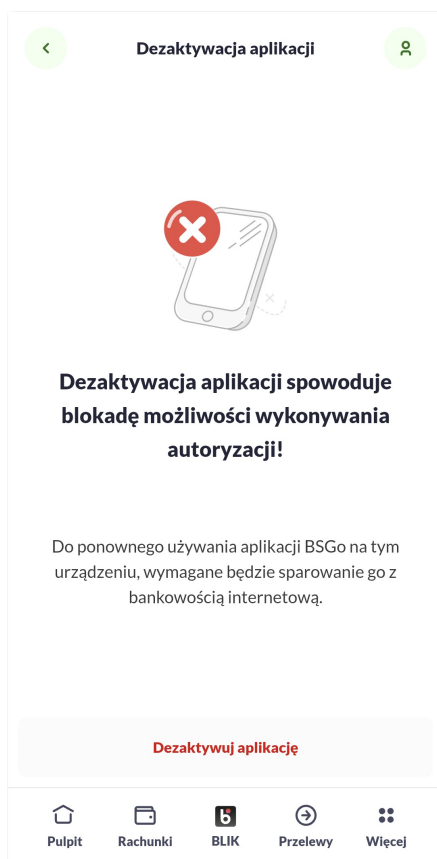 Dezaktywacja aplikacji
Dezaktywacja aplikacji spowoduje
blokadę możliwości wykonywania
autoryzacji!
Do ponownego używania aplikacji BSGo na tym
urządzeniu, wymagane będzie sparowanie go z
bankowością internetową.
Dezaktywuj aplikację
Pulpit Rachunki BLIK Przelewy Więcej